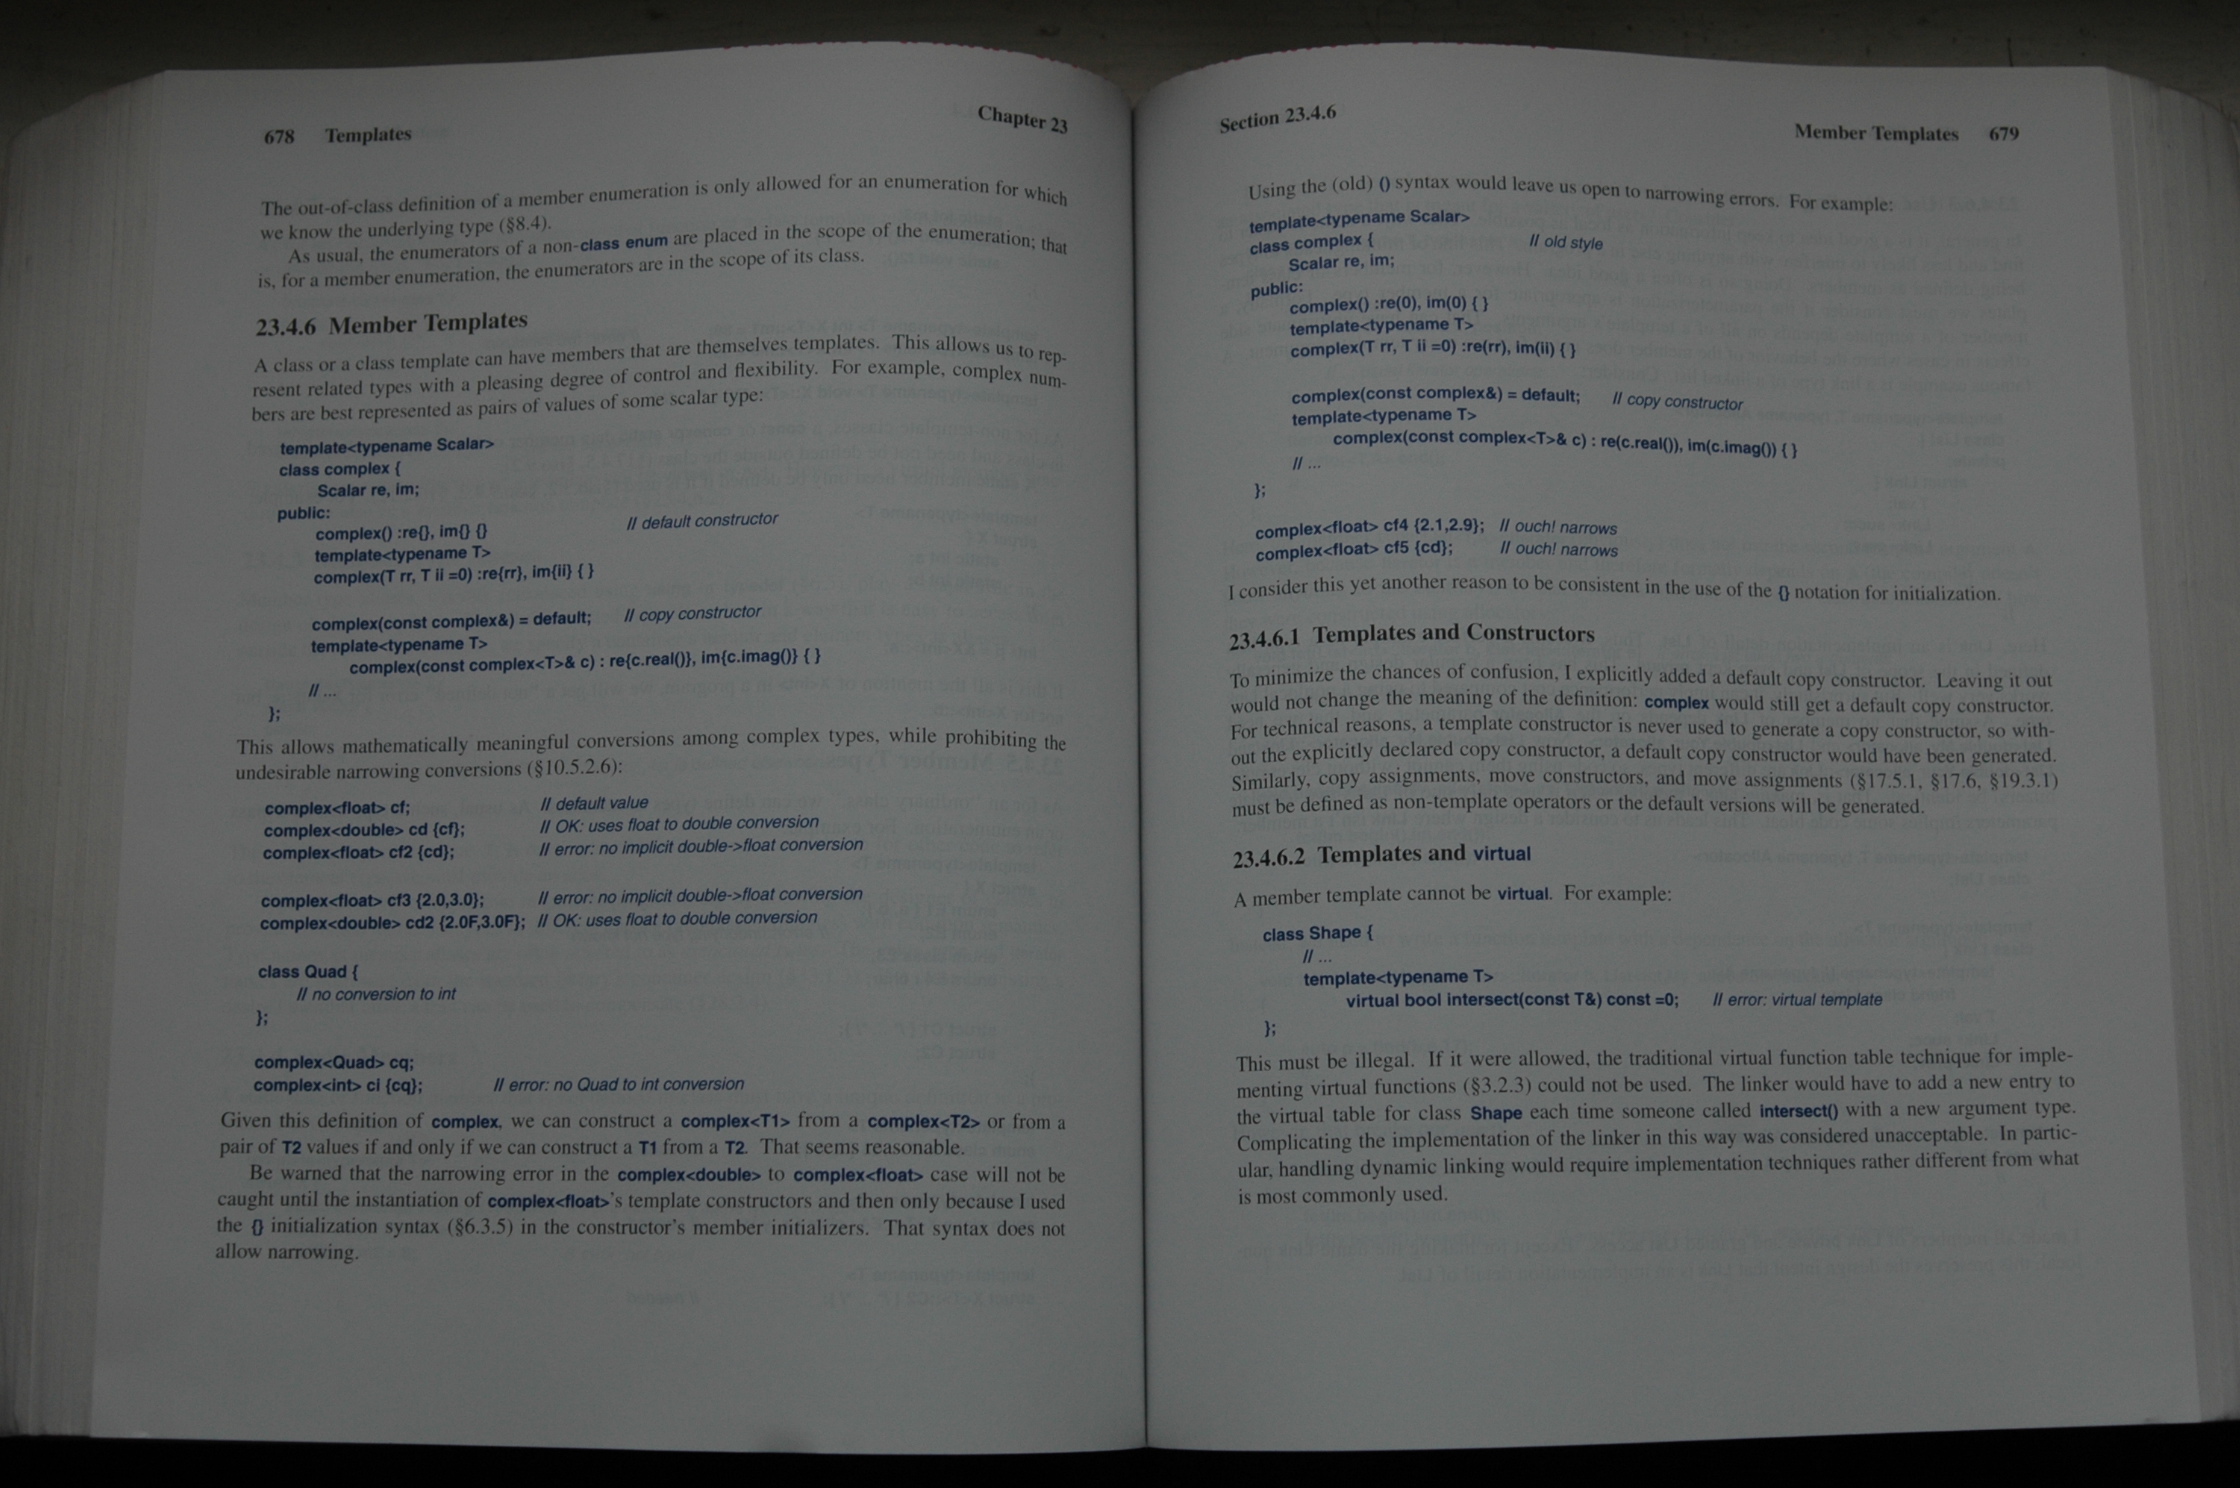 678 Templates Chapter 23
The out-of-class definition of a member enumeration is only allowed for an enumeration for which
we know the underlying type (§8.4).
As usual, the enumerators of a non-class enum are placed in the scope of the enumeration; that
is, for a member enumeration, the enumerators are in the scope of its class.
23.4.6 Member Templates
A class or a class template can have members that are themselves templates. This allows us to rep-
resent related types with a pleasing degree of control and flexibility. For example, complex num-
bers are best represented as pairs of values of some scalar type:
template<typename Scalar>
class complex {
Scalar re, im;
public:
complex() :re{}, im{} {} // default constructor
template<typename T>
complex(T rr, T ii =0) :re{rr}, im{ii} { }
complex(const complex&) = default; // copy constructor
template<typename T>
complex(const complex<T>& c) : re{c.real()}, im{c.imag()} { }
// ...
};
This allows mathematically meaningful conversions among complex types, while prohibiting the
undesirable narrowing conversions (§10.5.2.6):
complex<float> cf; // default value
complex<double> cd {cf}; // OK: uses float to double conversion
complex<float> cf2 {cd}; // error: no implicit double->float conversion
complex<float> cf3 {2.0,3.0}; // error: no implicit double->float conversion
complex<double> cd2 {2.0F,3.0F}; // OK: uses float to double conversion
class Quad {
// no conversion to int
};
complex<Quad> cq;
complex<int> ci {cq}; // error: no Quad to int conversion
Given this definition of complex, we can construct a complex<T1> from a complex<T2> or from a
pair of T2 values if and only if we can construct a T1 from a T2. That seems reasonable.
Be warned that the narrowing error in the complex<double> to complex<float> case will not be
caught until the instantiation of complex<float>'s template constructors and then only because I used
the {} initialization syntax (§6.3.5) in the constructor's member initializers. That syntax does not
allow narrowing.
Section 23.4.6 Member Templates 679
Using the (old) () syntax would leave us open to narrowing errors. For example:
template<typename Scalar>
class complex { // old style
Scalar re, im;
public:
complex() :re(0), im(0) { }
template<typename T>
complex(T rr, T ii =0) :re(rr), im(ii) { }
complex(const complex&) = default; // copy constructor
template<typename T>
complex(const complex<T>& c) : re(c.real()), im(c.imag()) { }
// ...
};
complex<float> cf4 {2.1,2.9}; // ouch! narrows
complex<float> cf5 {cd}; // ouch! narrows
I consider this yet another reason to be consistent in the use of the {} notation for initialization.
23.4.6.1 Templates and Constructors
To minimize the chances of confusion, I explicitly added a default copy constructor. Leaving it out
would not change the meaning of the definition: complex would still get a default copy constructor.
For technical reasons, a template constructor is never used to generate a copy constructor, so with-
out the explicitly declared copy constructor, a default copy constructor would have been generated.
Similarly, copy assignments, move constructors, and move assignments (§17.5.1, §17.6, §19.3.1)
must be defined as non-template operators or the default versions will be generated.
23.4.6.2 Templates and virtual
A member template cannot be virtual. For example:
class Shape {
// ...
template<typename T>
virtual bool intersect(const T&) const =0; // error: virtual template
};
This must be illegal. If it were allowed, the traditional virtual function table technique for imple-
menting virtual functions (§3.2.3) could not be used. The linker would have to add a new entry to
the virtual table for class Shape each time someone called intersect() with a new argument type.
Complicating the implementation of the linker in this way was considered unacceptable. In partic-
ular, handling dynamic linking would require implementation techniques rather different from what
is most commonly used.